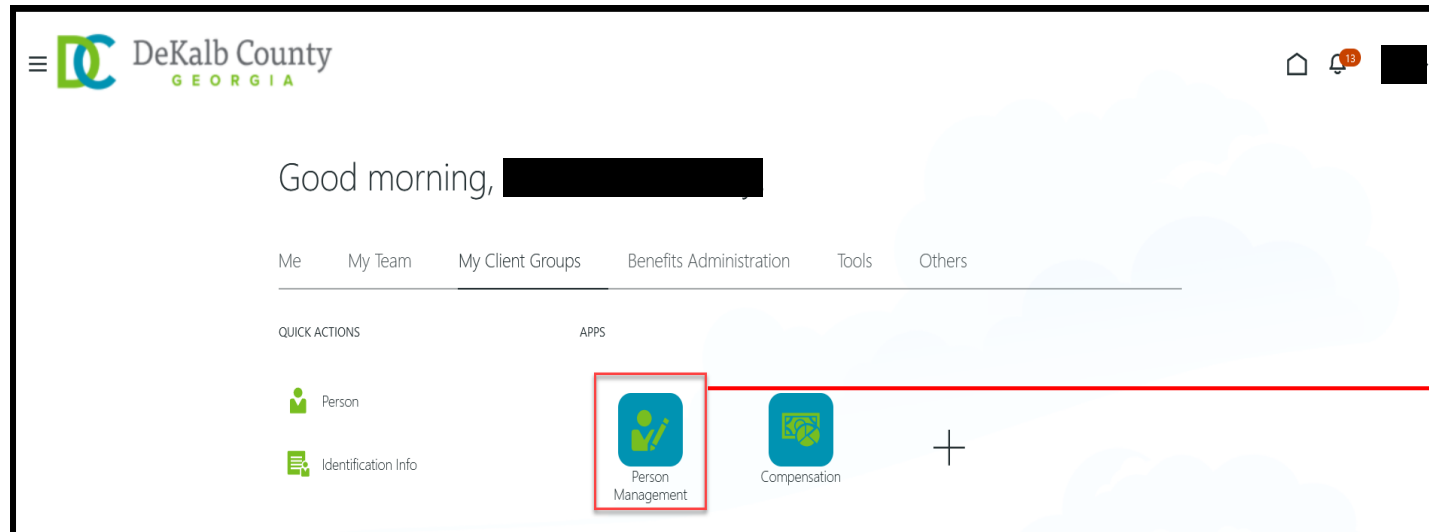 DeKalb County
GEORGIA
13
Good morning,
Me My Team My Client Groups Benefits Administration Tools Others
QUICK ACTIONS APPS
Person
Identification Info
Person
Management
Compensation